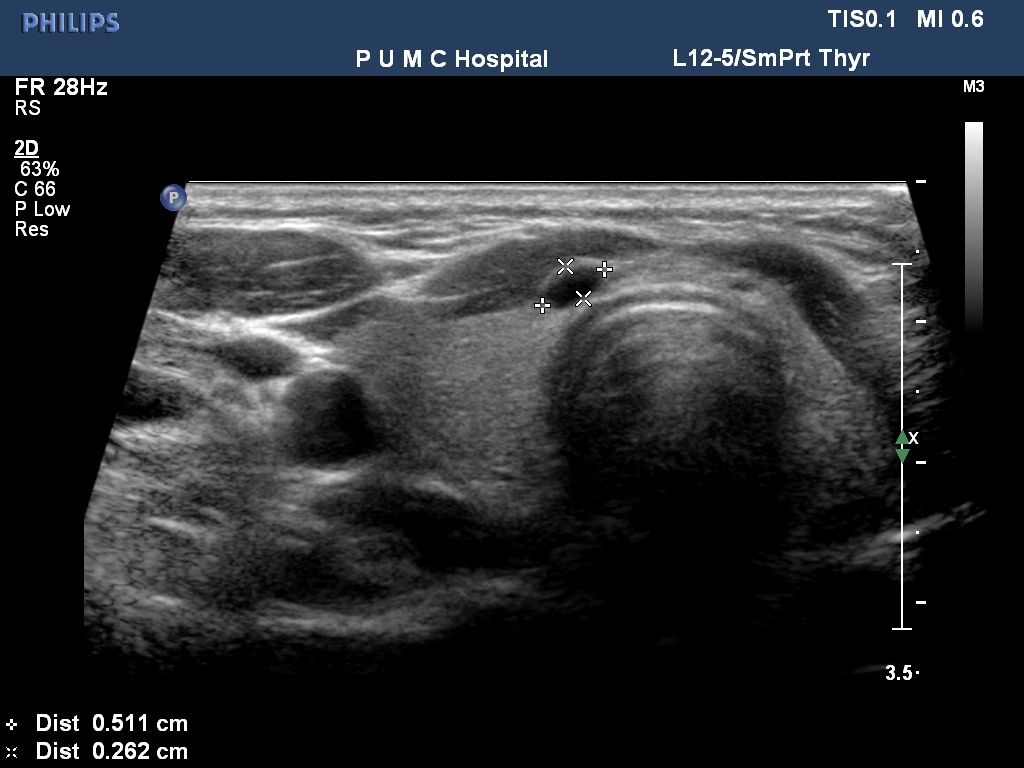 PHILIPS
TIS0.1 MI 0.6
P U M C Hospital
L12-5/SmPrt Thyr
FR 28Hz
RS
M3
2D
63%
C 66
P Low
Res
P
X
3.5
Dist 0.511 cm
Dist 0.262 cm